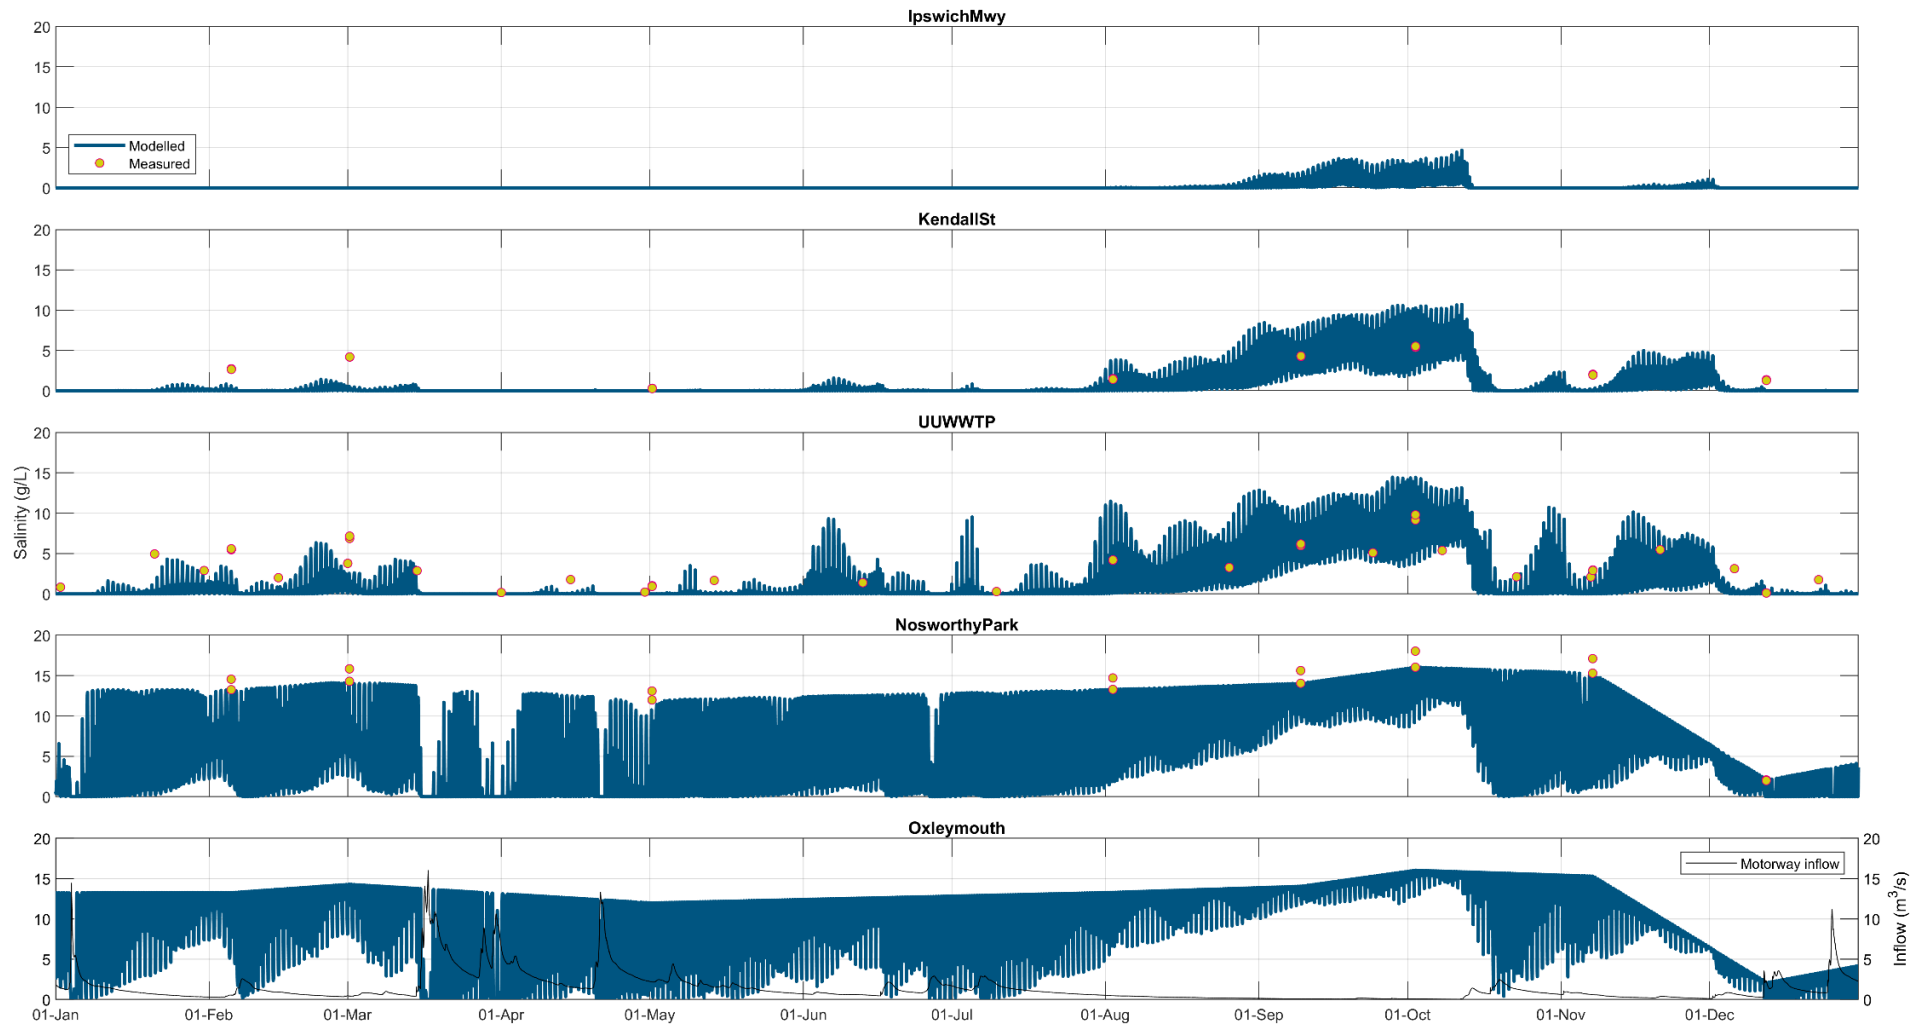 IpswichMwy
20
15
10
5
0
Modelled
Measured
KendallSt
20
15
10
5
0
UUWWTP
20
15
10
5
0
Salinity (g/L)
NosworthyPark
20
15
10
5
0
Oxleymouth
20
15
10
5
0
Motorway inflow
20
15
10
5
0
Inflow (m³/s)
01-Jan 01-Feb 01-Mar 01-Apr 01-May 01-Jun 01-Jul 01-Aug 01-Sep 01-Oct 01-Nov 01-Dec